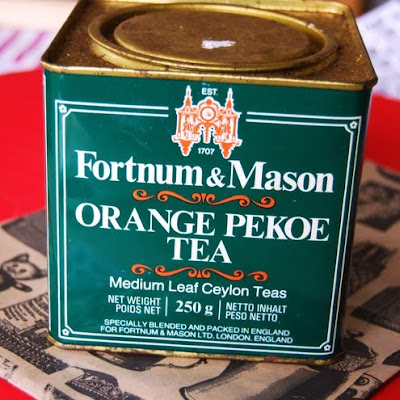 EST.
1707
Fortnum & Mason
ORANGE PEKOE
TEA
Medium Leaf Ceylon Teas
NET WEIGHT
POIDS NET
250 g
NETTO INHALT
PESO NETTO
SPECIALLY BLENDED AND PACKED IN ENGLAND
FOR FORTNUM & MASON LTD, LONDON, ENGLAND